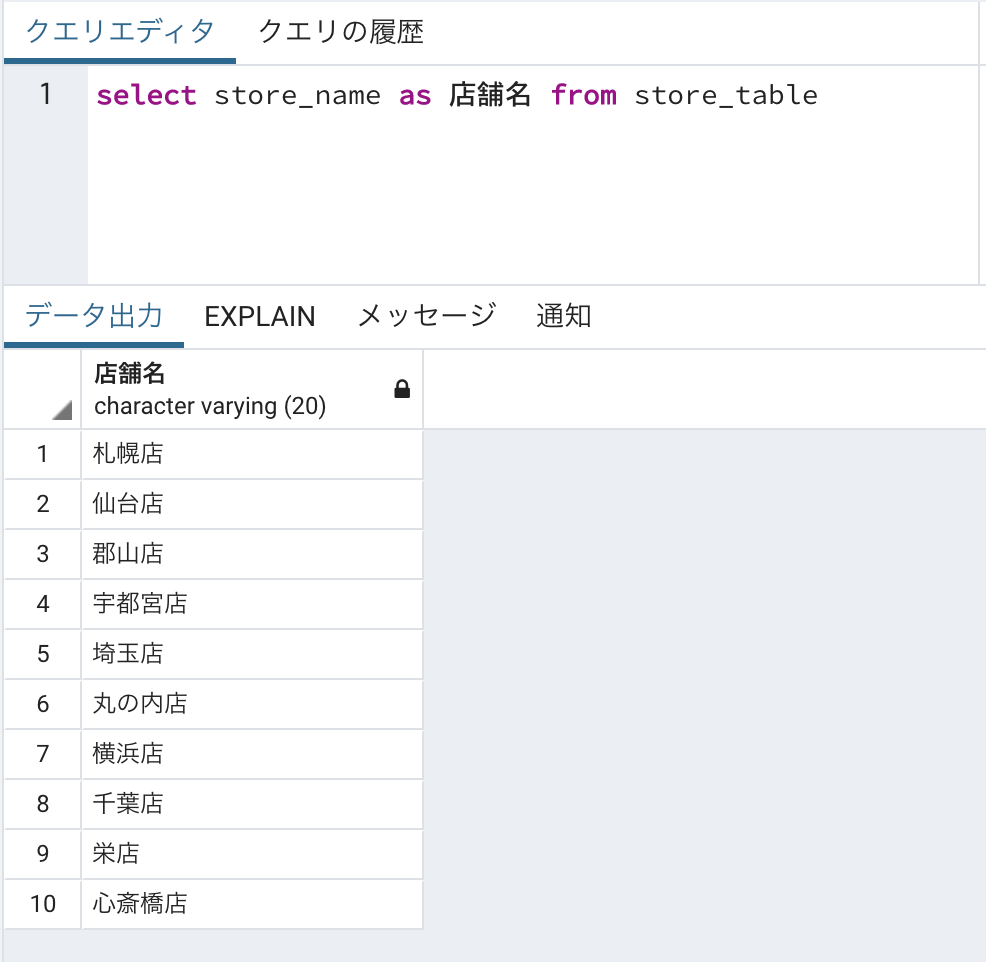 クエリエディタ クエリの履歴
1 select store_name as 店舗名 from store_table
データ出力 EXPLAIN メッセージ 通知
店舗名
character varying (20)
1 札幌店
2 仙台店
3 郡山店
4 宇都宮店
5 埼玉店
6 丸の内店
7 横浜店
8 千葉店
9 栄店
10 心斎橋店